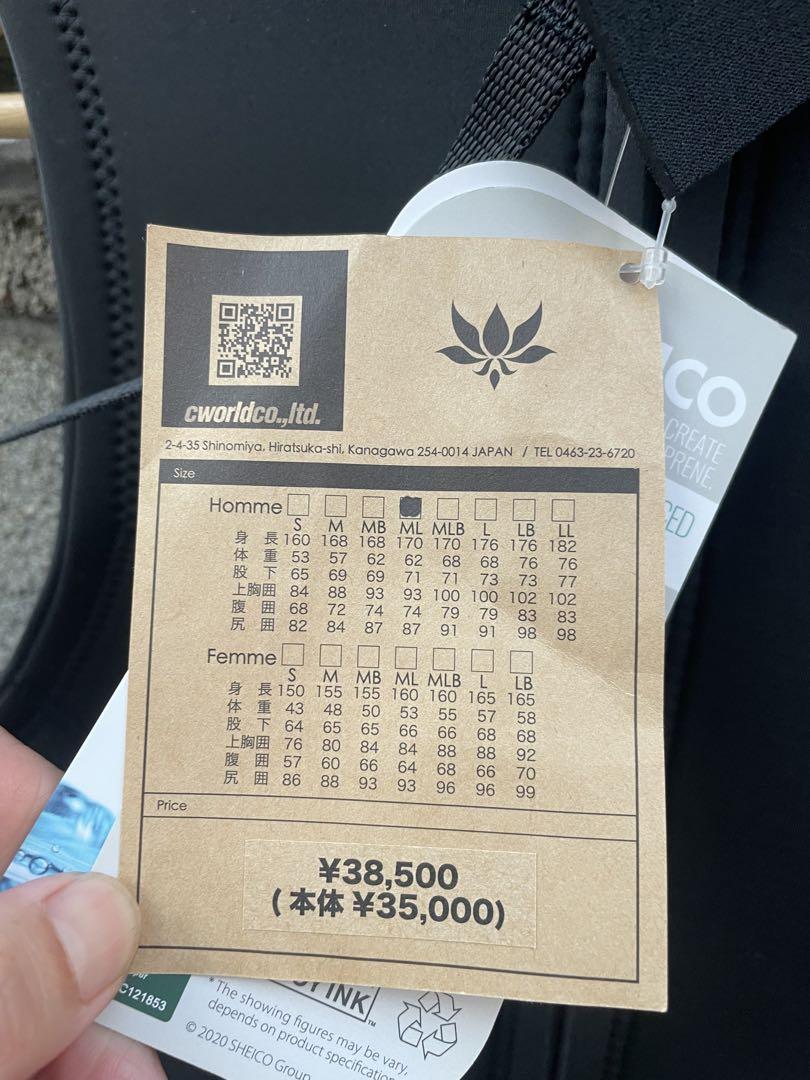 cworldco.,ltd.
2-4-35 Shinomiya, Hiratsuka-shi, Kanagawa 254-0014 JAPAN / TEL 0463-23-6720
Size
Homme
S M MB ML MLB L LB LL
身長 160 168 168 170 170 176 176 182
体重 53 57 62 62 68 68 76 76
股下 65 69 69 71 71 73 73 77
上胸囲 84 88 93 93 100 100 102 102
腹囲 68 72 74 74 79 79 83 83
尻囲 82 84 87 87 91 91 98 98
Femme
S M MB ML MLB L LB
身長 150 155 155 160 160 165 165
体重 43 48 50 53 55 57 58
股下 64 65 65 66 66 68 68
上胸囲 76 80 84 84 88 88 92
腹囲 57 60 66 64 68 66 70
尻囲 86 88 93 93 96 96 99
Price
¥38,500
(本体 ¥35,000)
CO
CREATE
PRENE.
CED
C121853
INK™
*The showing figures may be vary,
depends on product specification
© 2020 SHEICO Group